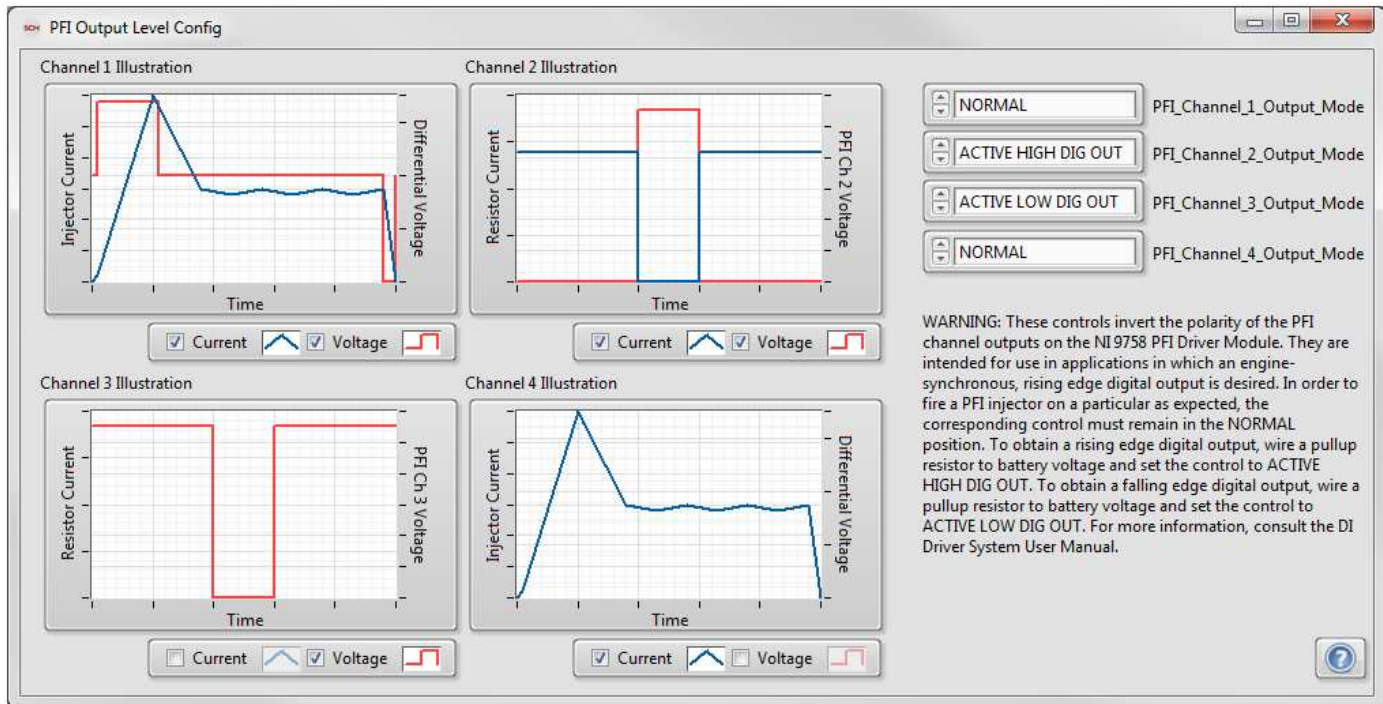 SCM PFI Output Level Config
Channel 1 Illustration
Injector Current
Differential Voltage
Time
Current Voltage
Channel 2 Illustration
Resistor Current
PFI Ch 2 Voltage
Time
Current Voltage
Channel 3 Illustration
Resistor Current
PFI Ch 3 Voltage
Time
Current Voltage
Channel 4 Illustration
Injector Current
Differential Voltage
Time
Current Voltage
NORMAL PFI_Channel_1_Output_Mode
ACTIVE HIGH DIG OUT PFI_Channel_2_Output_Mode
ACTIVE LOW DIG OUT PFI_Channel_3_Output_Mode
NORMAL PFI_Channel_4_Output_Mode
WARNING: These controls invert the polarity of the PFI
channel outputs on the NI 9758 PFI Driver Module. They are
intended for use in applications in which an engine-
synchronous, rising edge digital output is desired. In order to
fire a PFI injector on a particular as expected, the
corresponding control must remain in the NORMAL
position. To obtain a rising edge digital output, wire a pullup
resistor to battery voltage and set the control to ACTIVE
HIGH DIG OUT. To obtain a falling edge digital output, wire a
pullup resistor to battery voltage and set the control to
ACTIVE LOW DIG OUT. For more information, consult the DI
Driver System User Manual.
?